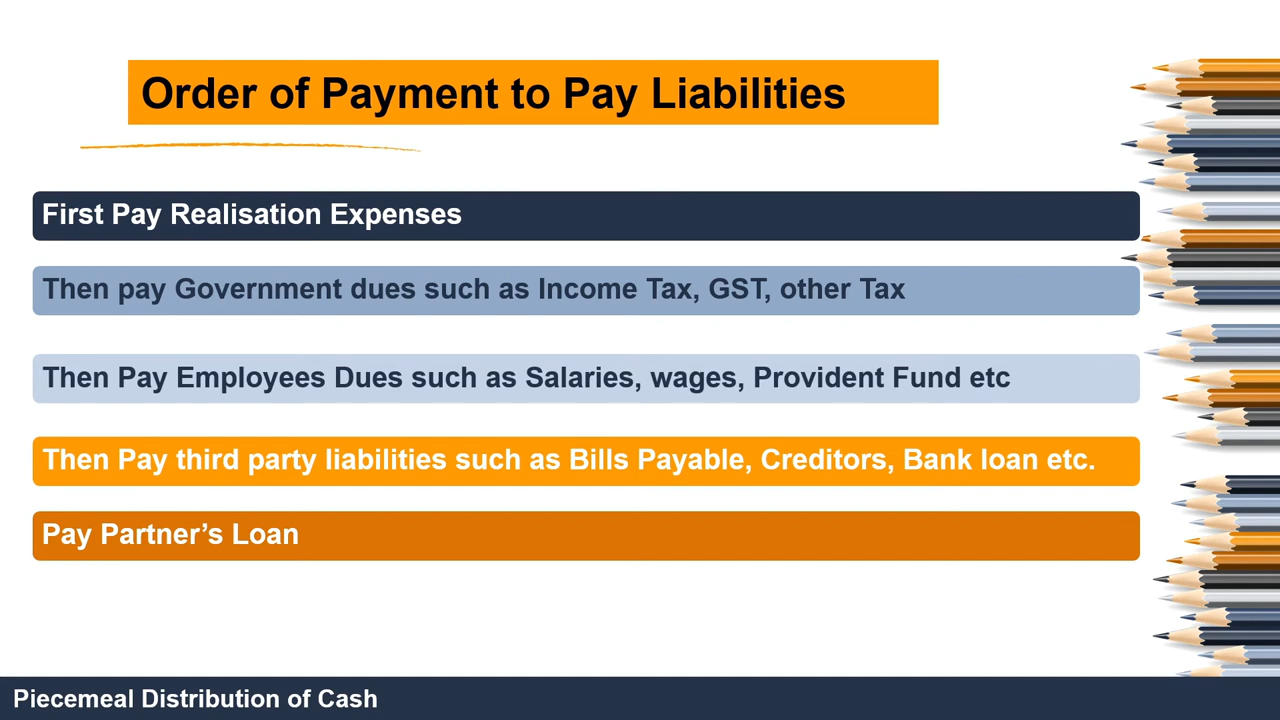 Order of Payment to Pay Liabilities
First Pay Realisation Expenses
Then pay Government dues such as Income Tax, GST, other Tax
Then Pay Employees Dues such as Salaries, wages, Provident Fund etc
Then Pay third party liabilities such as Bills Payable, Creditors, Bank loan etc.
Pay Partner’s Loan
Piecemeal Distribution of Cash